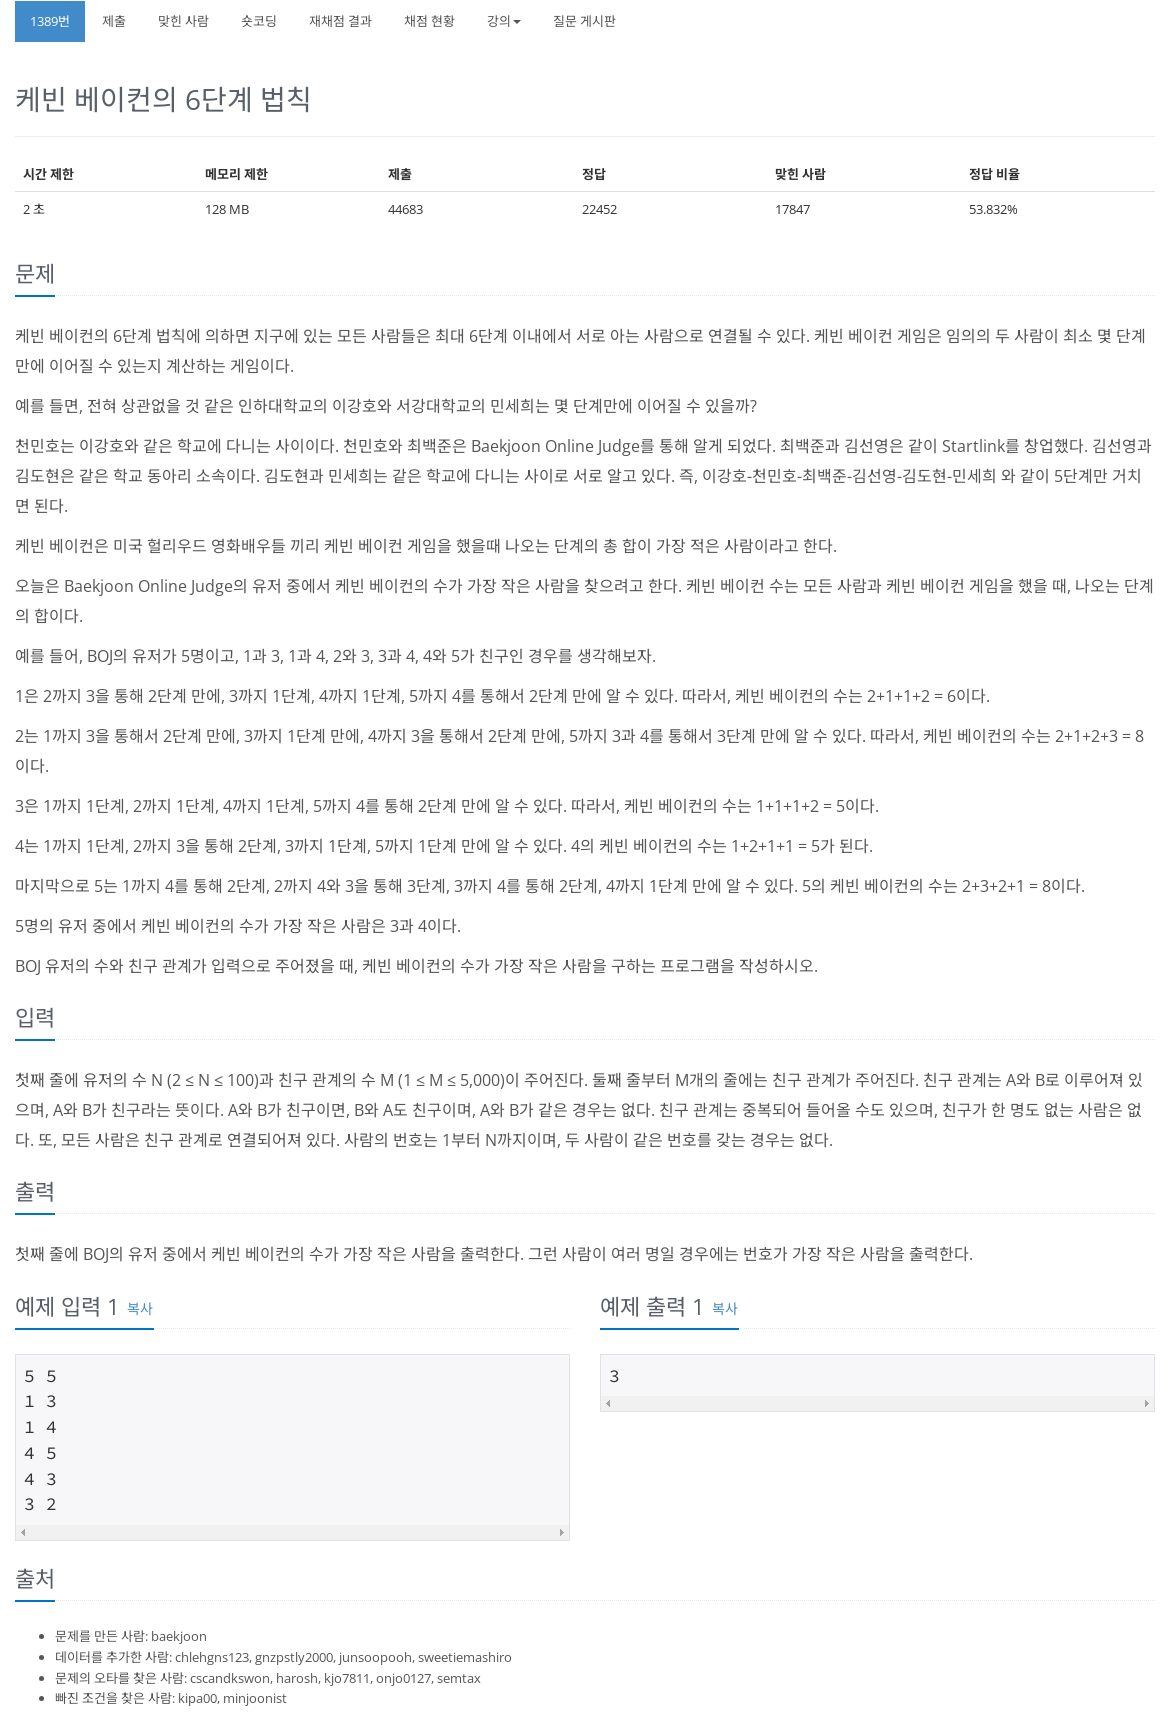 1389번 제출 맞힌 사람 숏코딩 재채점 결과 채점 현황 강의 질문 게시판
케빈 베이컨의 6단계 법칙
시간 제한 메모리 제한 제출 정답 맞힌 사람 정답 비율
2 초 128 MB 44683 22452 17847 53.832%
문제
케빈 베이컨의 6단계 법칙에 의하면 지구에 있는 모든 사람들은 최대 6단계 이내에서 서로 아는 사람으로 연결될 수 있다. 케빈 베이컨 게임은 임의의 두 사람이 최소 몇 단계
만에 이어질 수 있는지 계산하는 게임이다.
예를 들면, 전혀 상관없을 것 같은 인하대학교의 이강호와 서강대학교의 민세희는 몇 단계만에 이어질 수 있을까?
천민호는 이강호와 같은 학교에 다니는 사이이다. 천민호와 최백준은 Baekjoon Online Judge를 통해 알게 되었다. 최백준과 김선영은 같이 Startlink를 창업했다. 김선영과
김도현은 같은 학교 동아리 소속이다. 김도현과 민세희는 같은 학교에 다니는 사이로 서로 알고 있다. 즉, 이강호-천민호-최백준-김선영-김도현-민세희 와 같이 5단계만 거치
면 된다.
케빈 베이컨은 미국 헐리우드 영화배우들 끼리 케빈 베이컨 게임을 했을때 나오는 단계의 총 합이 가장 적은 사람이라고 한다.
오늘은 Baekjoon Online Judge의 유저 중에서 케빈 베이컨의 수가 가장 작은 사람을 찾으려고 한다. 케빈 베이컨 수는 모든 사람과 케빈 베이컨 게임을 했을 때, 나오는 단계
의 합이다.
예를 들어, BOJ의 유저가 5명이고, 1과 3, 1과 4, 2와 3, 3과 4, 4와 5가 친구인 경우를 생각해보자.
1은 2까지 3을 통해 2단계 만에, 3까지 1단계, 4까지 1단계, 5까지 4를 통해서 2단계 만에 알 수 있다. 따라서, 케빈 베이컨의 수는 2+1+1+2 = 6이다.
2는 1까지 3을 통해서 2단계 만에, 3까지 1단계 만에, 4까지 3을 통해서 2단계 만에, 5까지 3과 4를 통해서 3단계 만에 알 수 있다. 따라서, 케빈 베이컨의 수는 2+1+2+3 = 8
이다.
3은 1까지 1단계, 2까지 1단계, 4까지 1단계, 5까지 4를 통해 2단계 만에 알 수 있다. 따라서, 케빈 베이컨의 수는 1+1+1+2 = 5이다.
4는 1까지 1단계, 2까지 3을 통해 2단계, 3까지 1단계, 5까지 1단계 만에 알 수 있다. 4의 케빈 베이컨의 수는 1+2+1+1 = 5가 된다.
마지막으로 5는 1까지 4를 통해 2단계, 2까지 4와 3을 통해 3단계, 3까지 4를 통해 2단계, 4까지 1단계 만에 알 수 있다. 5의 케빈 베이컨의 수는 2+3+2+1 = 8이다.
5명의 유저 중에서 케빈 베이컨의 수가 가장 작은 사람은 3과 4이다.
BOJ 유저의 수와 친구 관계가 입력으로 주어졌을 때, 케빈 베이컨의 수가 가장 작은 사람을 구하는 프로그램을 작성하시오.
입력
첫째 줄에 유저의 수 N (2 ≤ N ≤ 100)과 친구 관계의 수 M (1 ≤ M ≤ 5,000)이 주어진다. 둘째 줄부터 M개의 줄에는 친구 관계가 주어진다. 친구 관계는 A와 B로 이루어져 있
으며, A와 B가 친구라는 뜻이다. A와 B가 친구이면, B와 A도 친구이며, A와 B가 같은 경우는 없다. 친구 관계는 중복되어 들어올 수도 있으며, 친구가 한 명도 없는 사람은 없
다. 또, 모든 사람은 친구 관계로 연결되어져 있다. 사람의 번호는 1부터 N까지이며, 두 사람이 같은 번호를 갖는 경우는 없다.
출력
첫째 줄에 BOJ의 유저 중에서 케빈 베이컨의 수가 가장 작은 사람을 출력한다. 그런 사람이 여러 명일 경우에는 번호가 가장 작은 사람을 출력한다.
예제 입력 1 복사
5 5
1 3
1 4
4 5
4 3
3 2
예제 출력 1 복사
3
출처
문제를 만든 사람: baekjoon
데이터를 추가한 사람: chlehgns123, gnzpstly2000, junsoopooh, sweetiemashiro
문제의 오타를 찾은 사람: cscandkswon, harosh, kjo7811, onjo0127, semtax
빠진 조건을 찾은 사람: kipa00, minjoonist